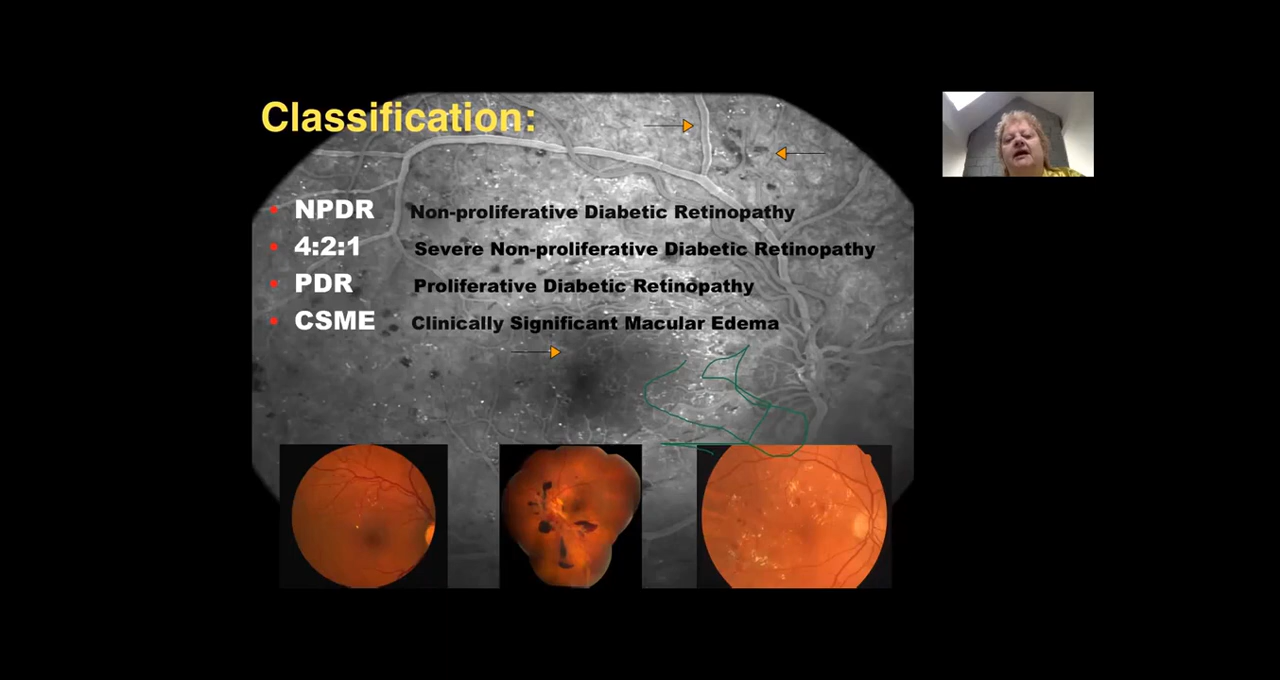 Classification:
• NPDR Non-proliferative Diabetic Retinopathy
• 4:2:1 Severe Non-proliferative Diabetic Retinopathy
• PDR Proliferative Diabetic Retinopathy
• CSME Clinically Significant Macular Edema